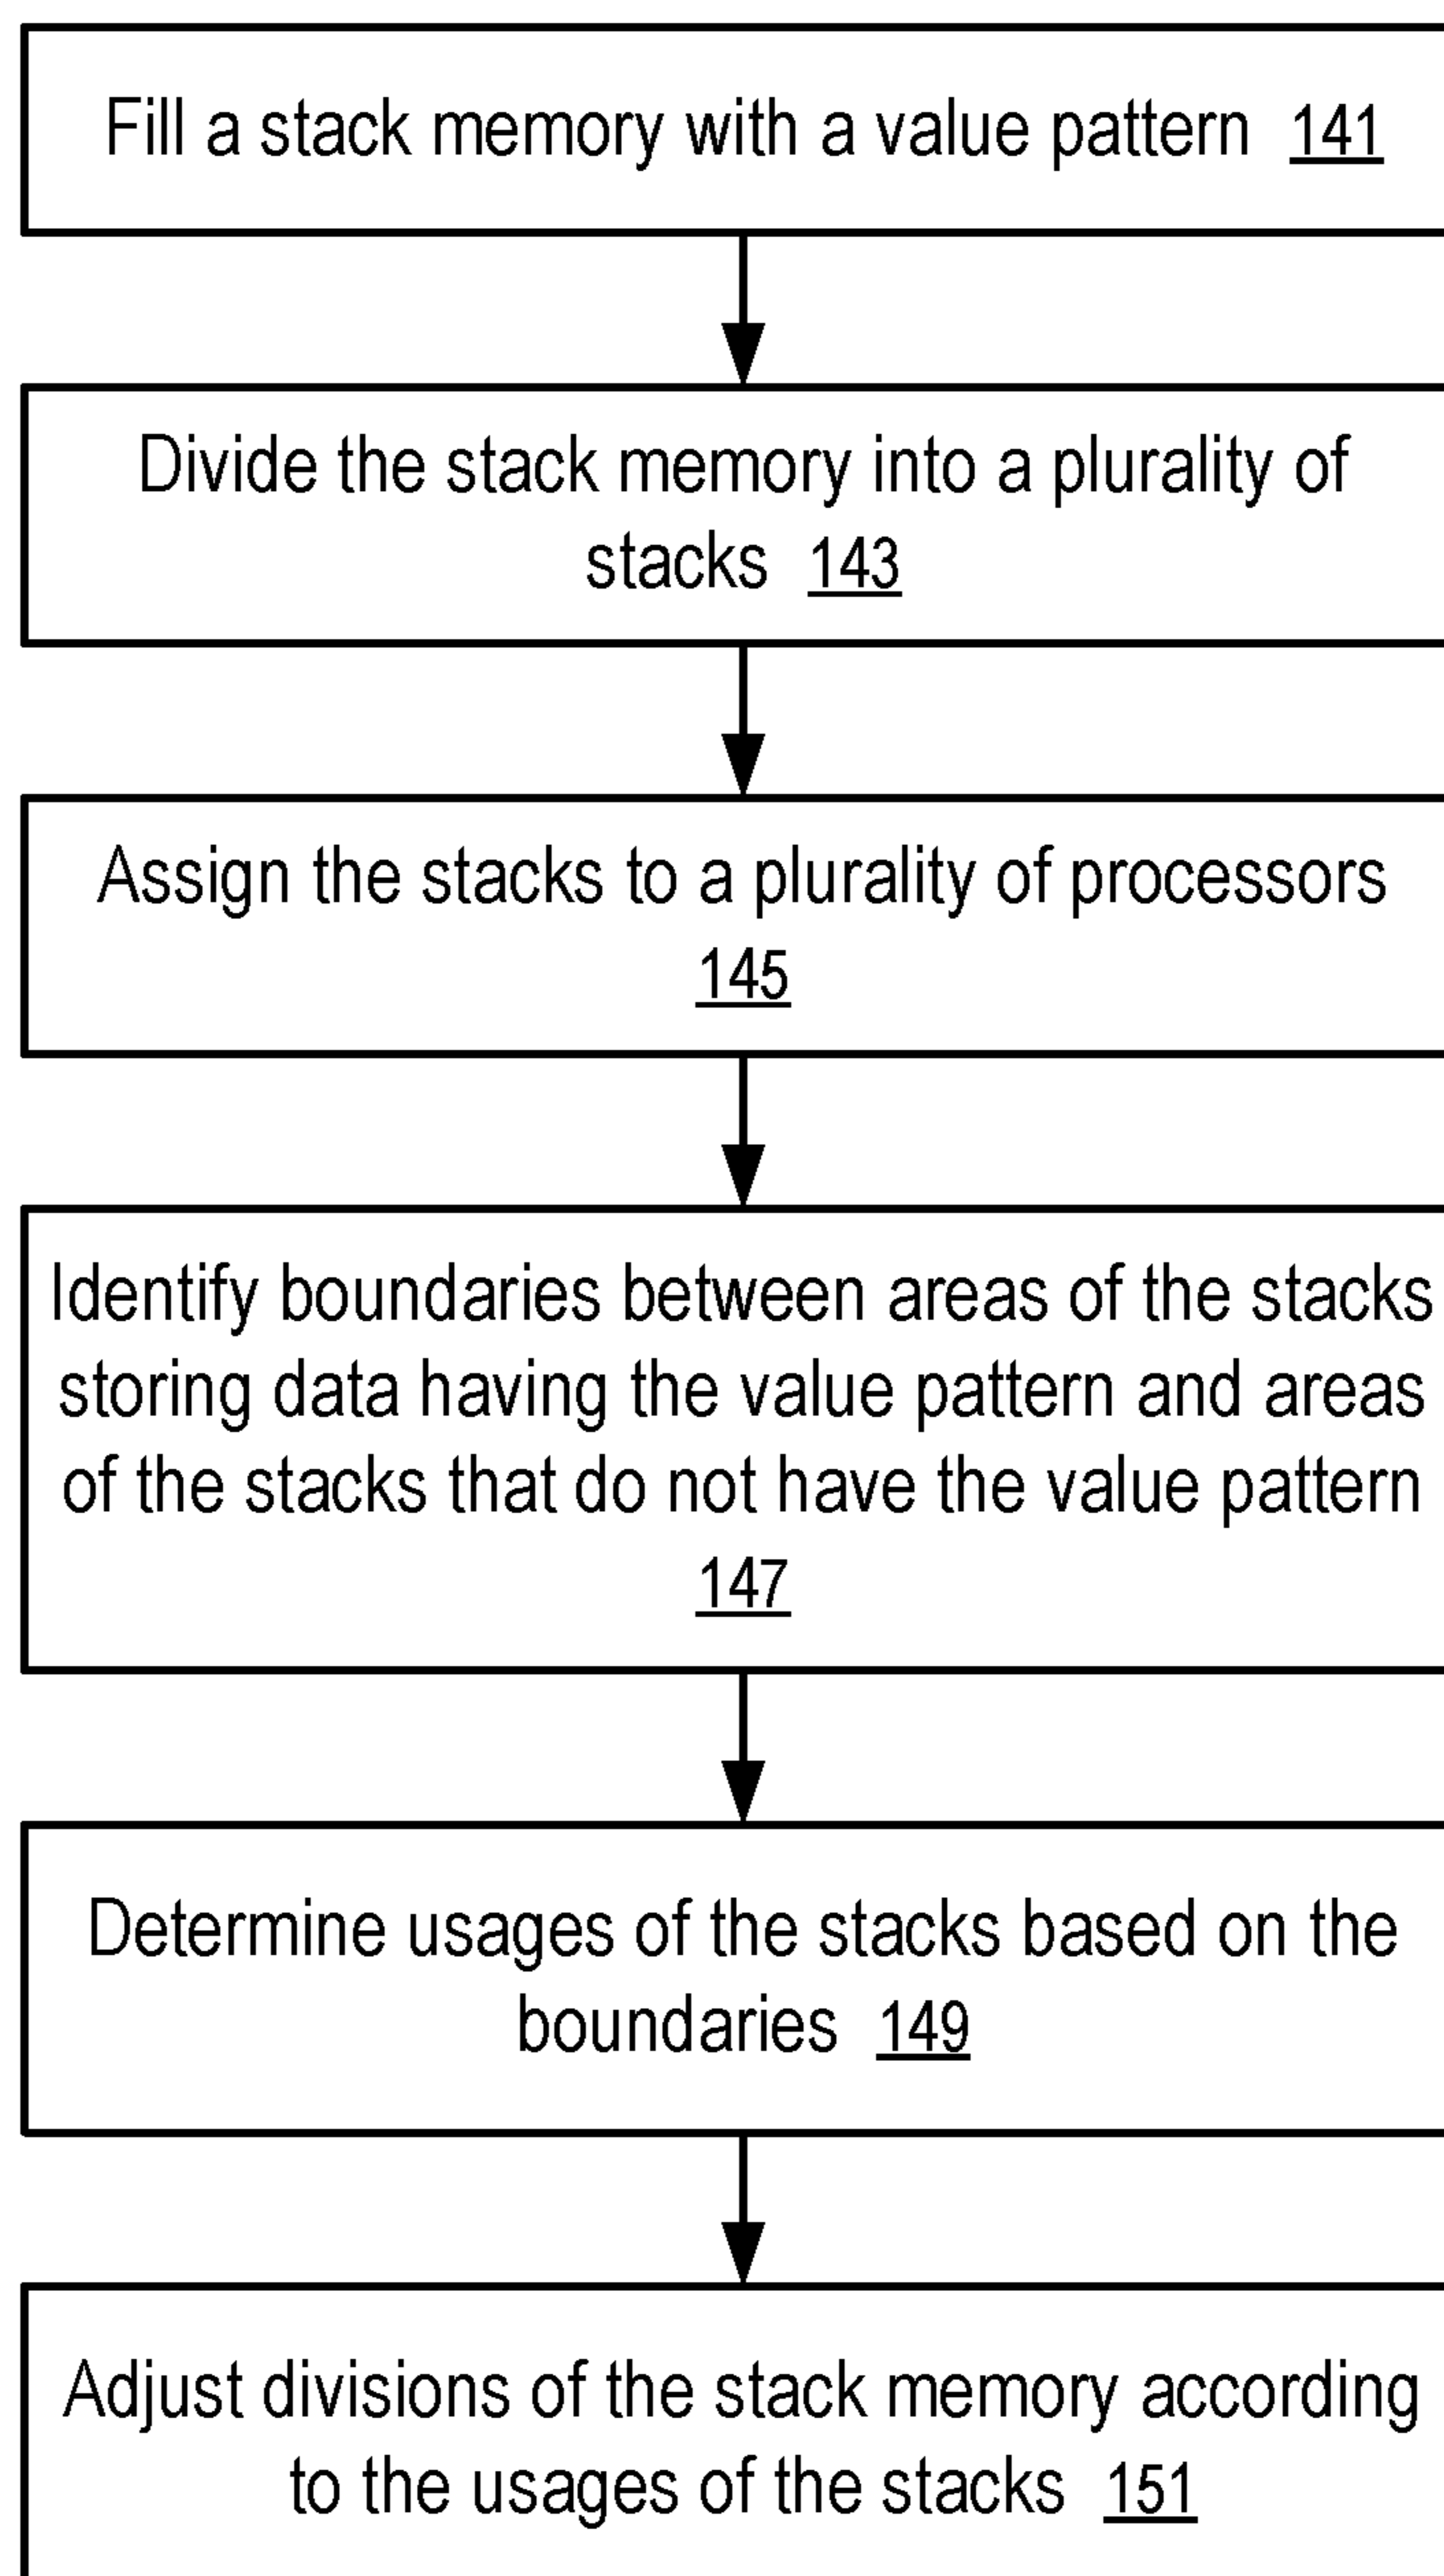 Fill a stack memory with a value pattern 141
Divide the stack memory into a plurality of
stacks 143
Assign the stacks to a plurality of processors
145
Identify boundaries between areas of the stacks
storing data having the value pattern and areas
of the stacks that do not have the value pattern
147
Determine usages of the stacks based on the
boundaries 149
Adjust divisions of the stack memory according
to the usages of the stacks 151